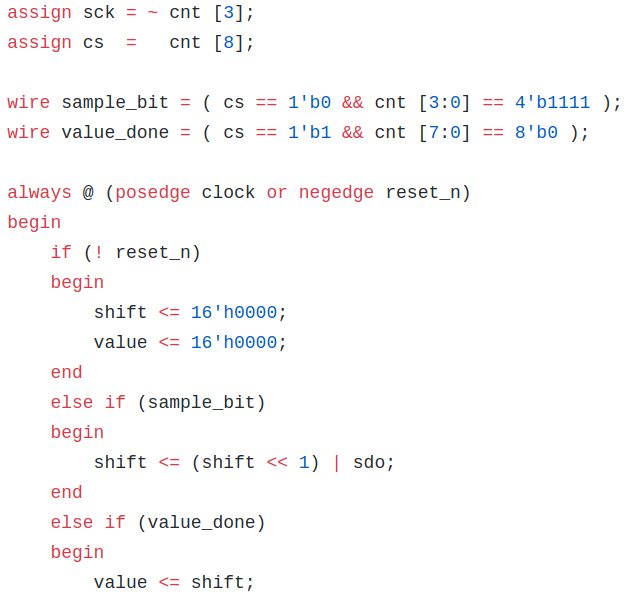 assign sck = ~ cnt [3];
assign cs  =   cnt [8];

wire sample_bit = ( cs == 1'b0 && cnt [3:0] == 4'b1111 );
wire value_done = ( cs == 1'b1 && cnt [7:0] == 8'b0 );

always @ (posedge clock or negedge reset_n)
begin
    if (! reset_n)
    begin
        shift <= 16'h0000;
        value <= 16'h0000;
    end
    else if (sample_bit)
    begin
        shift <= (shift << 1) | sdo;
    end
    else if (value_done)
    begin
        value <= shift;